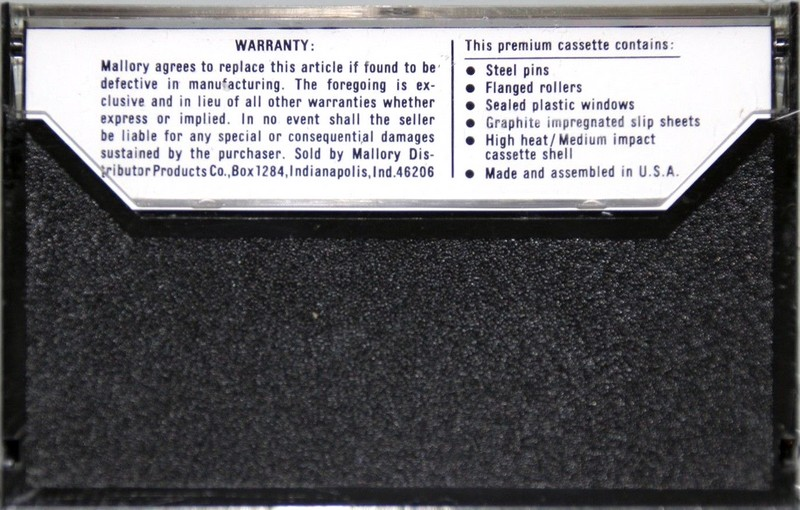 WARRANTY:
Mallory agrees to replace this article if found to be
defective in manufacturing. The foregoing is ex-
clusive and in lieu of all other warranties whether
express or implied. In no event shall the seller
be liable for any special or consequential damages
sustained by the purchaser. Sold by Mallory Dis-
tributor Products Co., Box 1284, Indianapolis, Ind. 46206
This premium cassette contains:
● Steel pins
● Flanged rollers
● Sealed plastic windows
● Graphite impregnated slip sheets
● High heat/Medium impact
cassette shell
● Made and assembled in U.S.A.